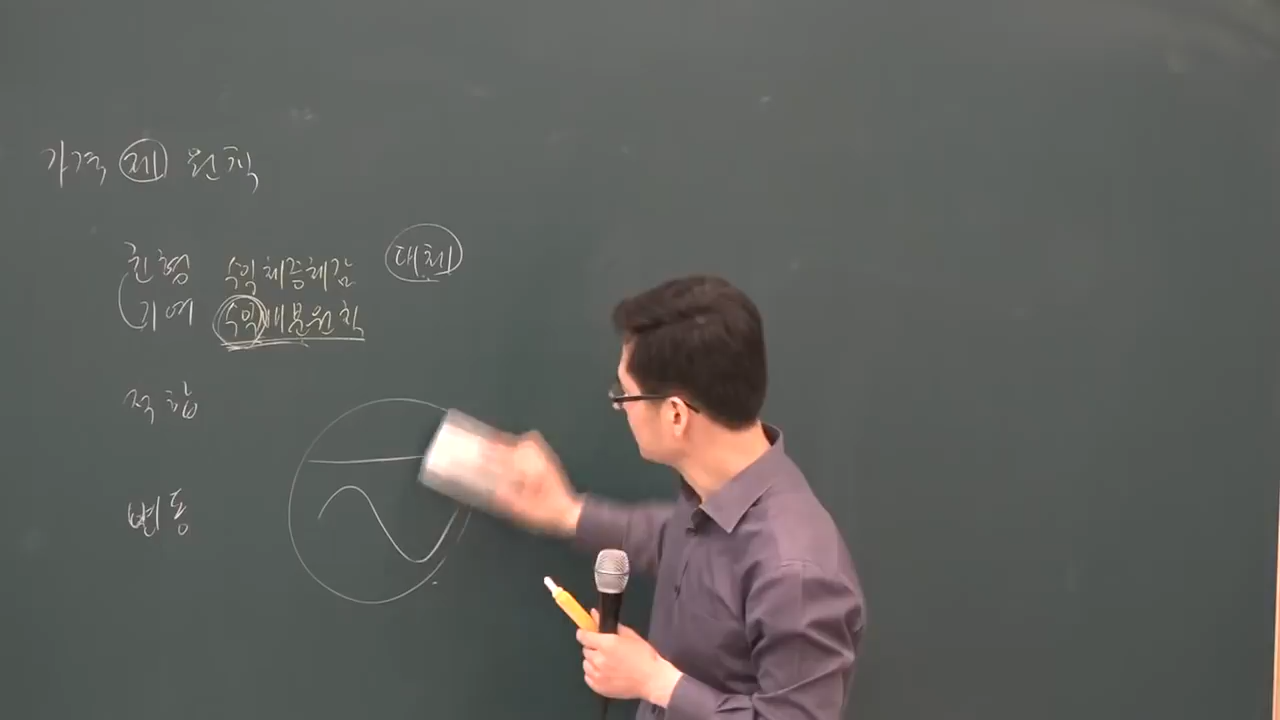 가격 제 원칙
균형 수익체증체감 대체
기여 수익배분원칙
적합
변동